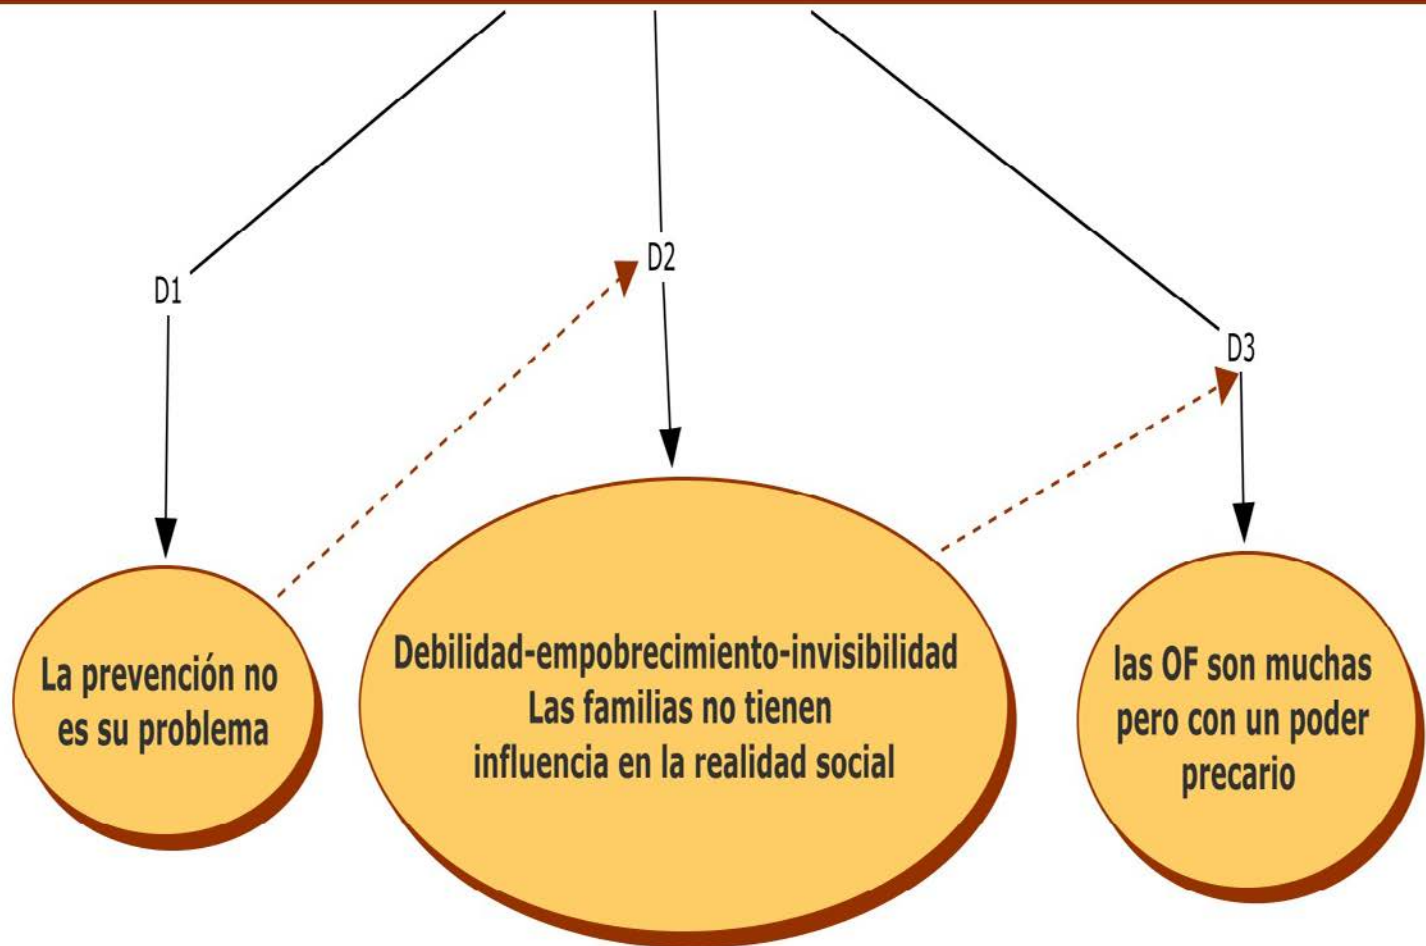 D1
D2
D3
La prevención no
es su problema
Debilidad-empobrecimiento-invisibilidad
Las familias no tienen
influencia en la realidad social
las OF son muchas
pero con un poder
precario